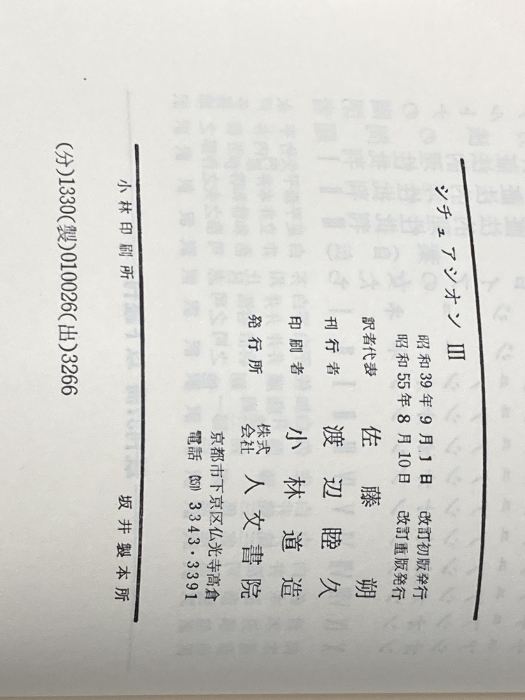 シチュアシオン III
昭和39年9月1日 改訂初版発行
昭和55年8月10日 改訂重版発行
訳者代表 佐藤朔
刊行者 渡辺睦久
印刷者 小林道造
発行所 株式会社 人文書院
京都市下京区仏光寺高倉
電話 3343・3391
小林印刷所 坂井製本所
(分)1330(製)010026(出)3266